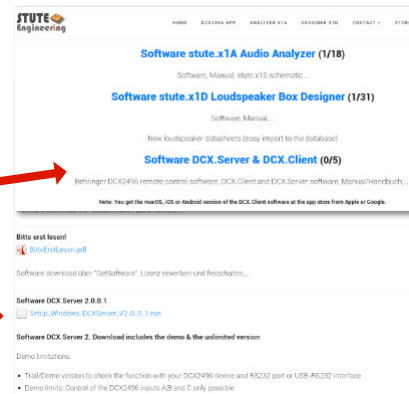 STUTE
Engineering
HOME DCX2496 APP ANALYZER X1A DESIGNER X1D CONTACT STORE
Software stute.x1A Audio Analyzer (1/18)
Software, Manual, stute.x1S schematic...
Software stute.x1D Loudspeaker Box Designer (1/31)
Software, Manual,...
New loudspeaker datasheets (easy import to the database)
Software DCX.Server & DCX.Client (0/5)
Behringer DCX2496 remote control software. DCX.Client and DCX.Server software, Manual/Handbuch,...
Note: You get the macOS, iOS or Android version of the DCX.Client software at the app store from Apple or Google.
Bitte erst lesen!
BitteErstLesen.pdf
Software download über "GetSoftware". Lizenz erwerben und freischalten,...
Software DCX.Server 2.0.0.1
Setup_Windows_DCXServer_V2_0_0_1.exe
Software DCX.Server 2. Download includes the demo & the unlimited version
Demo limitations:
• Trail/Demo version to check the function with your DCX2496 device and RS232 port or USB-RS232 interface
• Demo limits: Control of the DCX2496 inputs A,B and C only possible